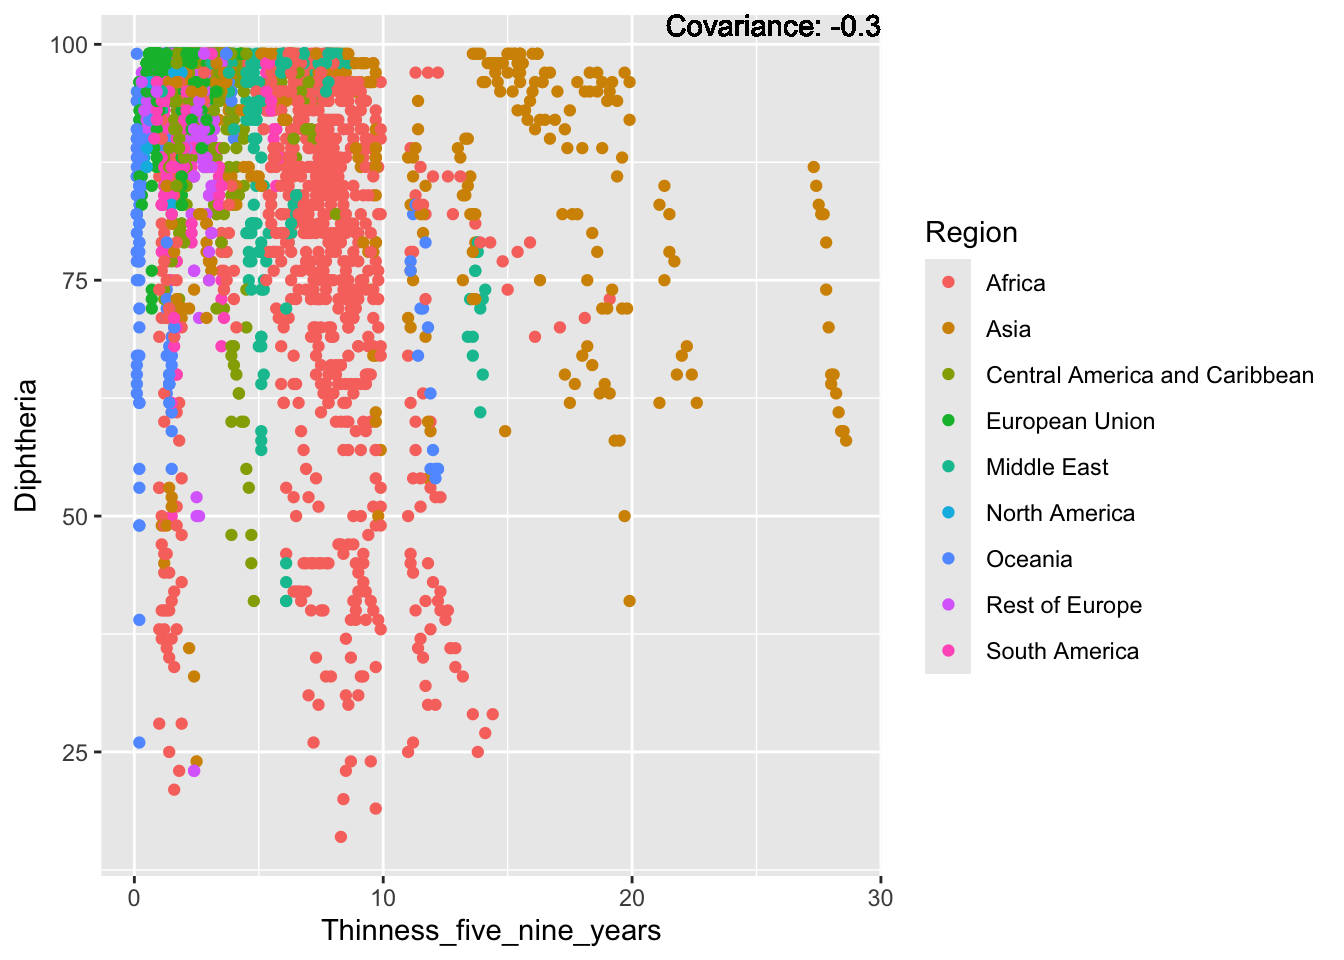 Covariance: -0.3
100
75
50
25
Diphtheria
0
10
20
30
Thinness_five_nine_years
Region
Africa
Asia
Central America and Caribbean
European Union
Middle East
North America
Oceania
Rest of Europe
South America